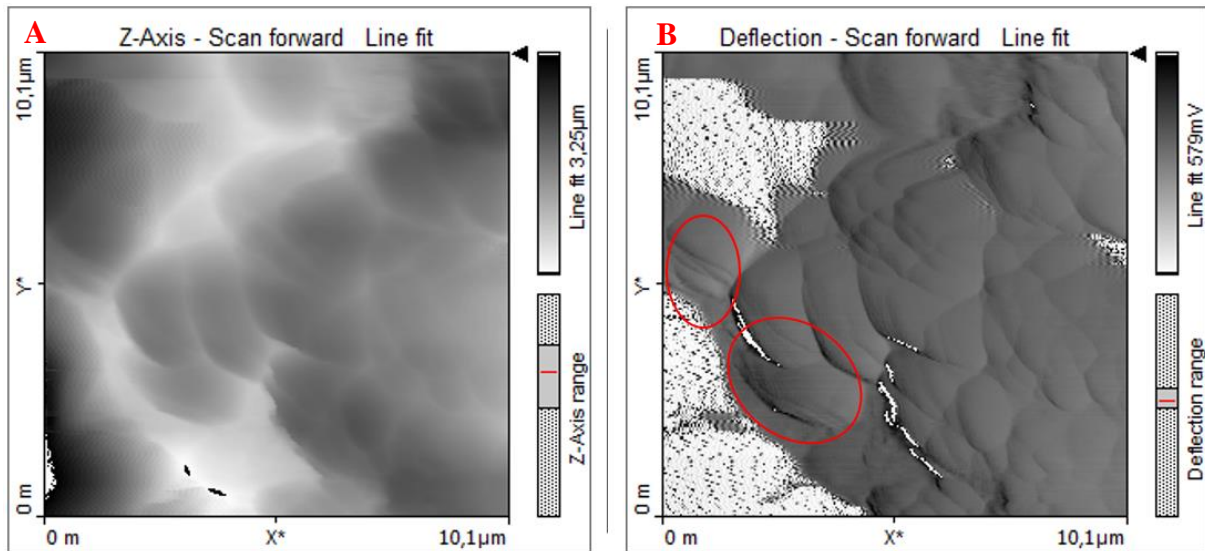 A
Z-Axis - Scan forward Line fit
10,1µm
Y*
0 m
0 m
X*
10,1µm
Line fit 3,25µm
Z-Axis range
B
Deflection - Scan forward Line fit
10,1µm
Y*
0 m
0 m
X*
10,1µm
Line fit 579mV
Deflection range